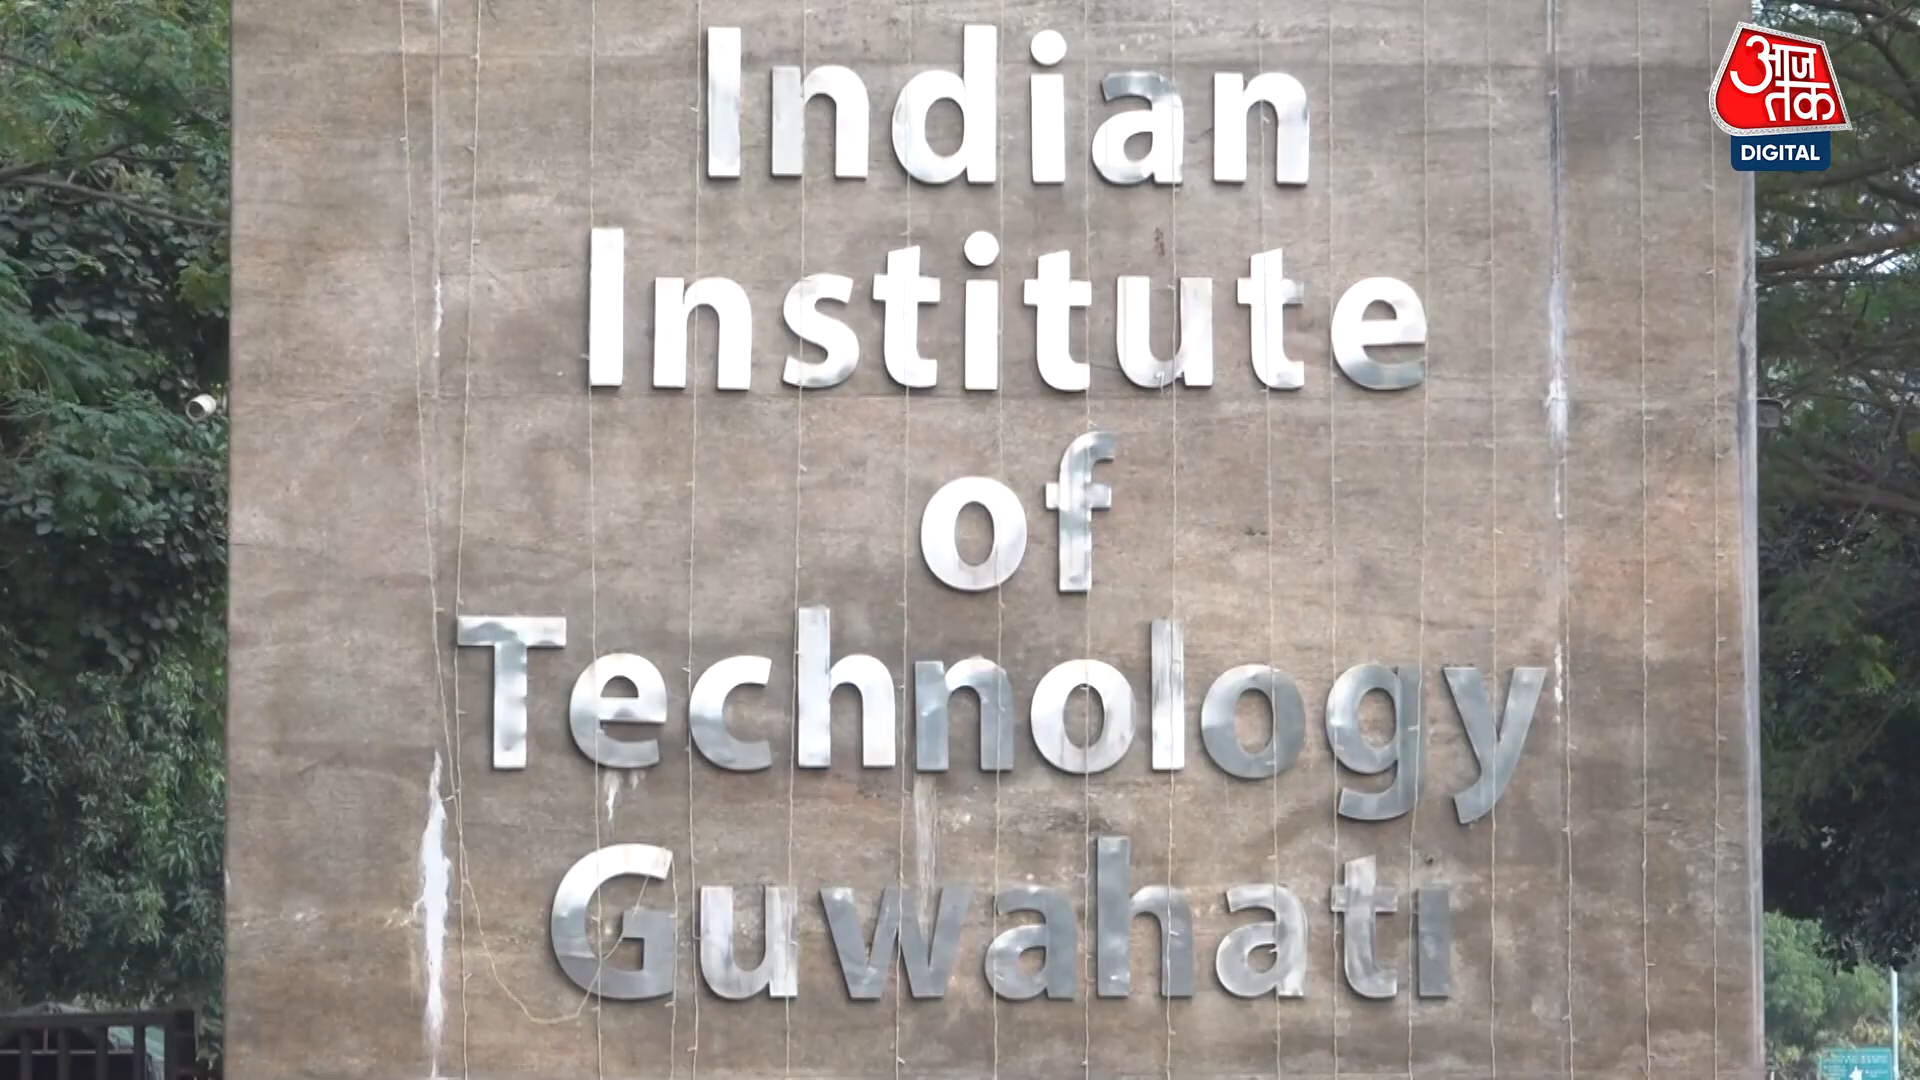 Indian
Institute
of
Technology
Guwahati
आज
तक
DIGITAL